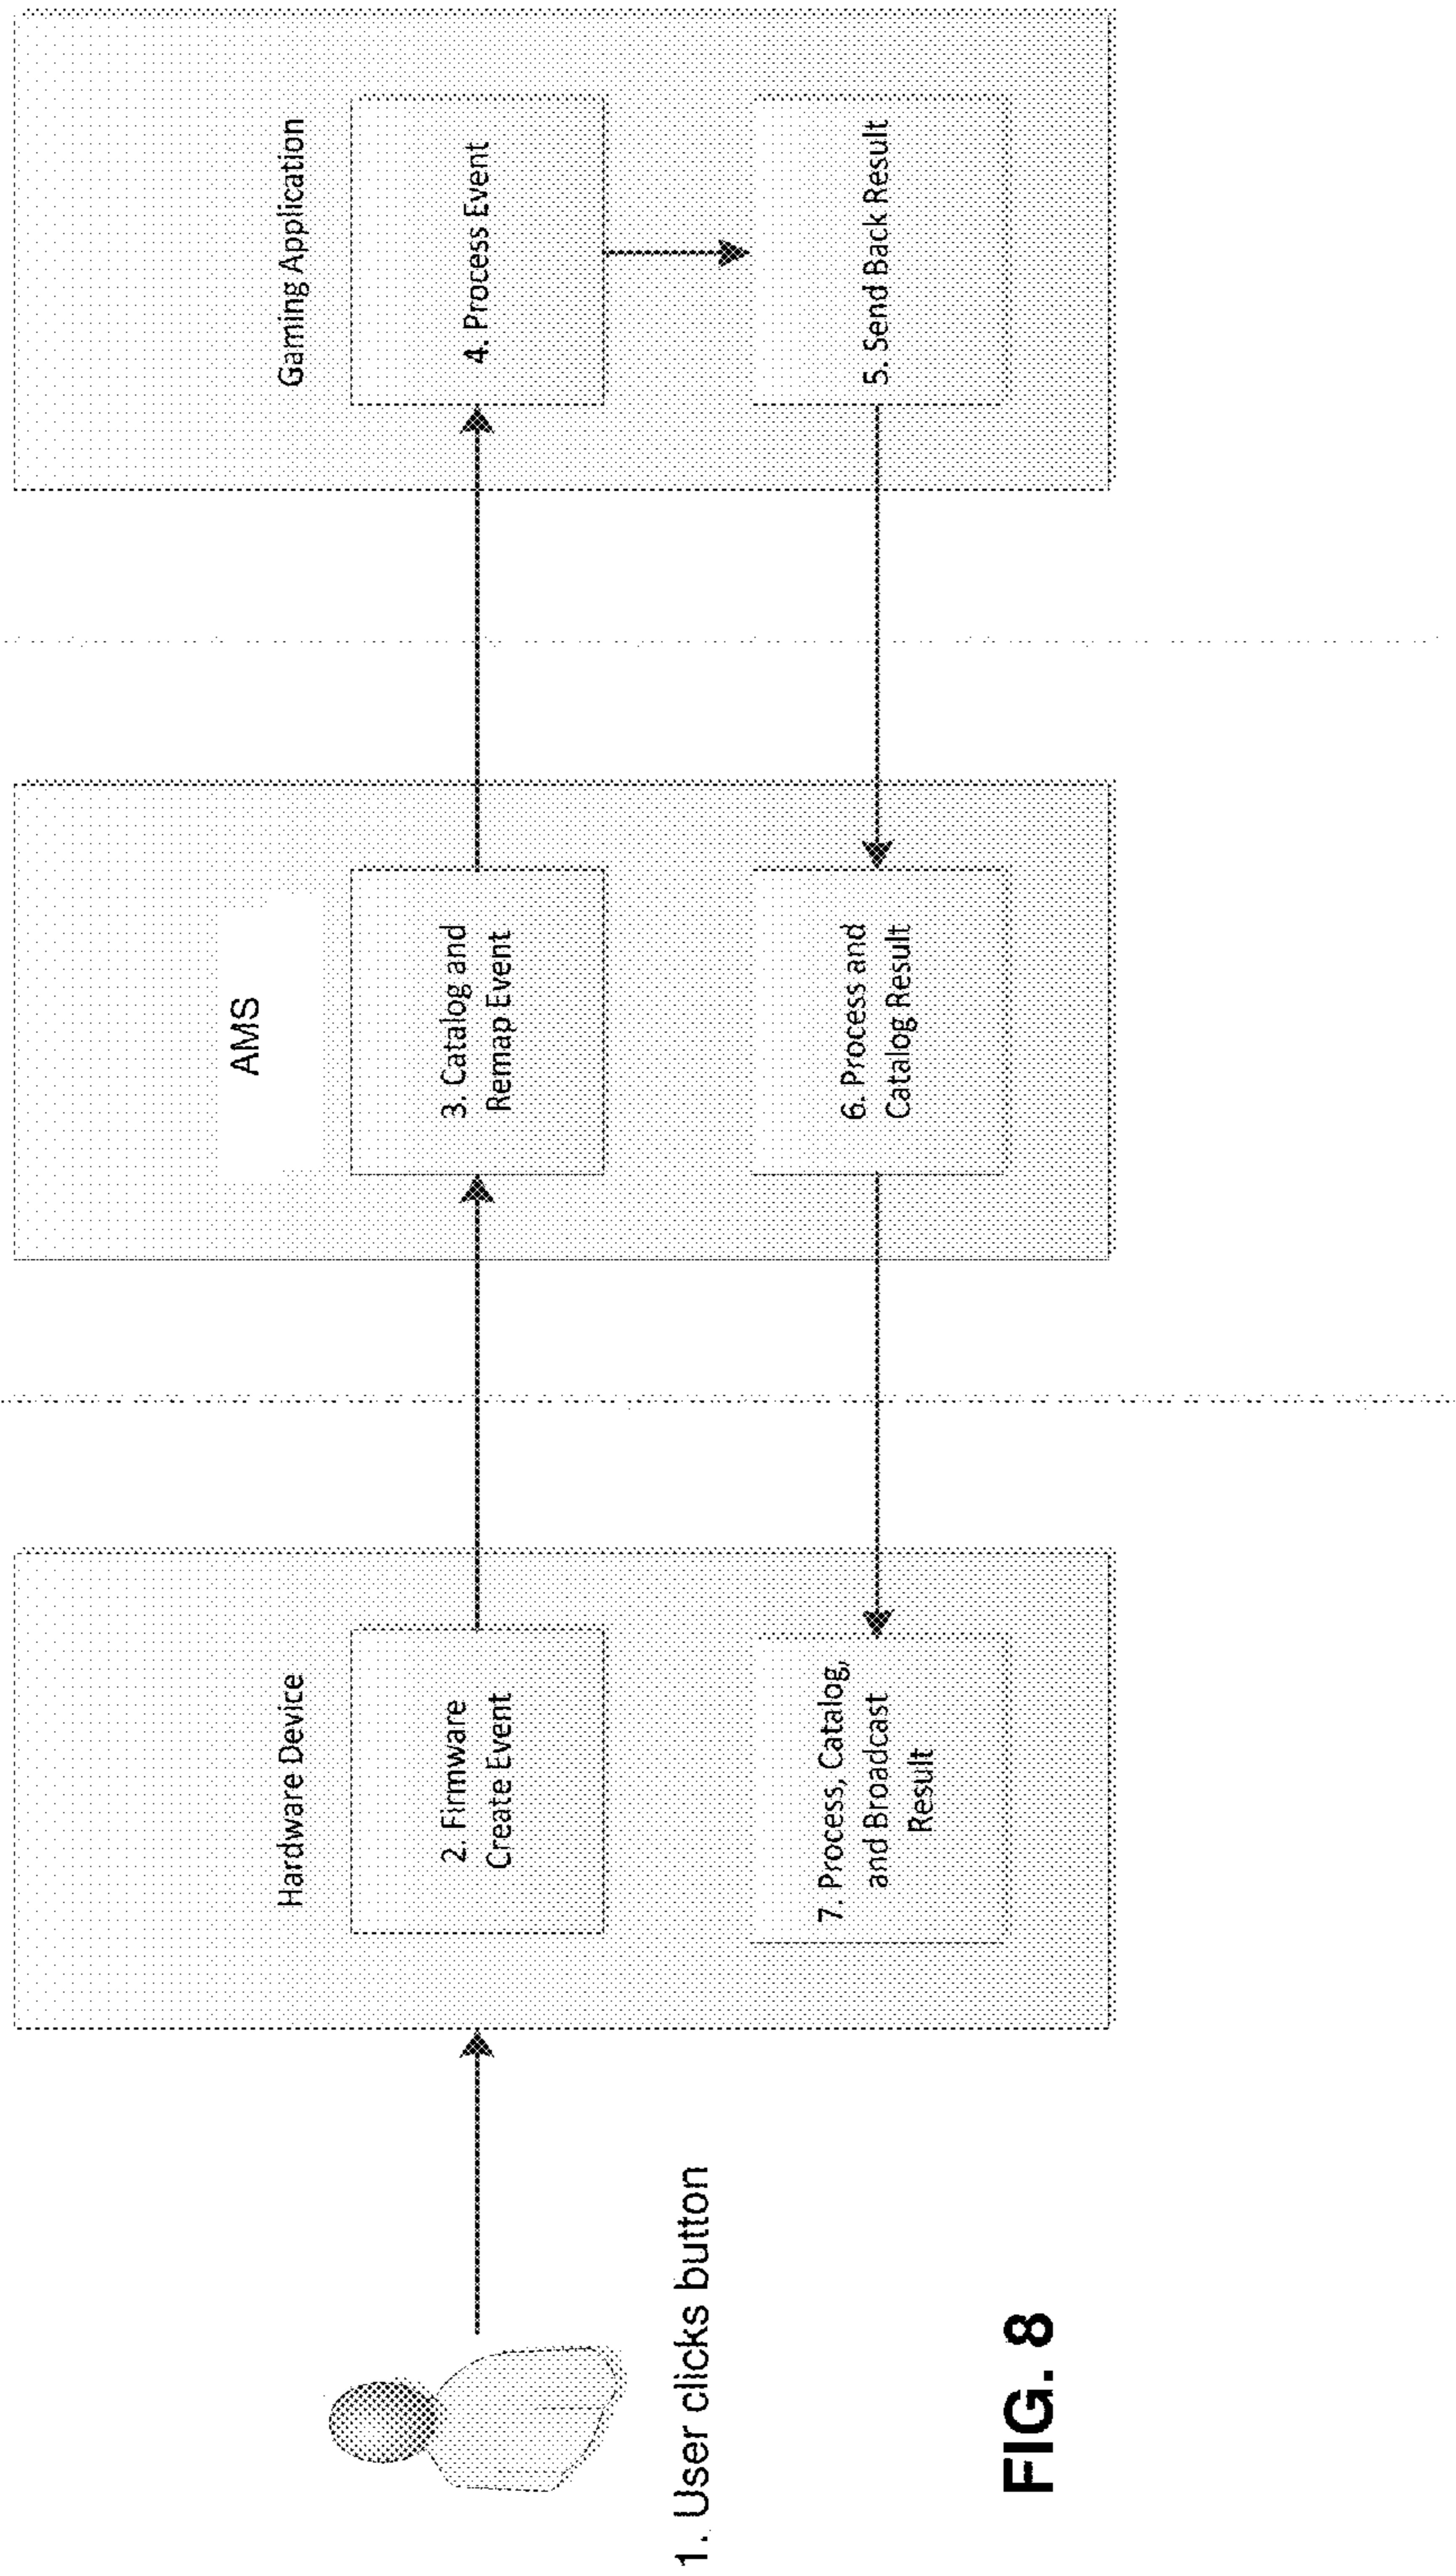 Hardware Device
AMS
Gaming Application
1. User clicks button
2. Firmware
Create Event
3. Catalog and
Remap Event
4. Process Event
5. Send Back Result
6. Process and
Catalog Result
7. Process, Catalog,
and Broadcast
Result
FIG. 8